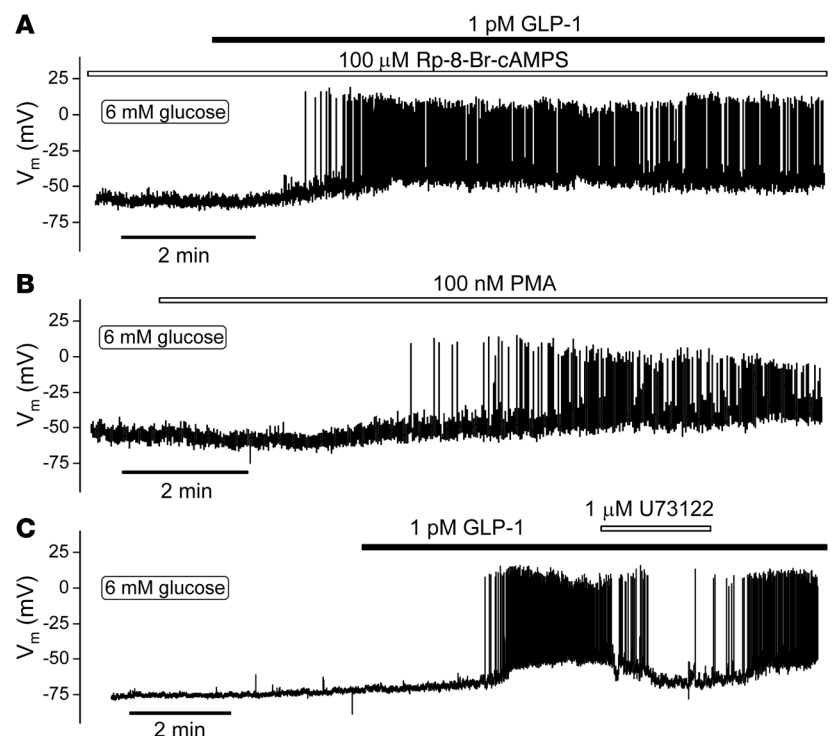 A
1 pM GLP-1
100 μM Rp-8-Br-cAMPS
25
0
-25
-50
-75
Vm (mV)
6 mM glucose
2 min
B
100 nM PMA
25
0
-25
-50
-75
Vm (mV)
6 mM glucose
2 min
C
1 μM U73122
1 pM GLP-1
25
0
-25
-50
-75
Vm (mV)
6 mM glucose
2 min